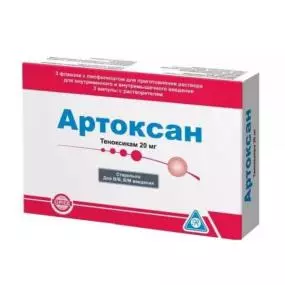 3 флакона с лиофилизатом для приготовления раствора
для внутривенного и внутримышечного введения
3 ампулы с растворителем
Артоксан
Теноксикам 20 мг
Стерильно
Для В/В, В/М введения